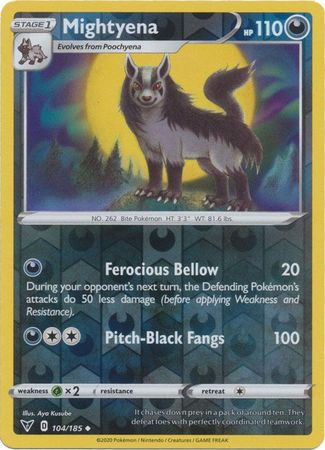 STAGE 1 Mightyena HP 110
Evolves from Poochyena
NO. 262 Bite Pokémon HT: 3'3" WT: 81.6 lbs.
Ferocious Bellow 20
During your opponent's next turn, the Defending Pokémon's
attacks do 50 less damage (before applying Weakness and
Resistance).
Pitch-Black Fangs 100
weakness ×2 resistance retreat
Illus. Aya Kusube
It chases down prey in a pack of around ten. They
defeat foes with perfectly coordinated teamwork.
104/185
©2020 Pokémon / Nintendo / Creatures / GAME FREAK